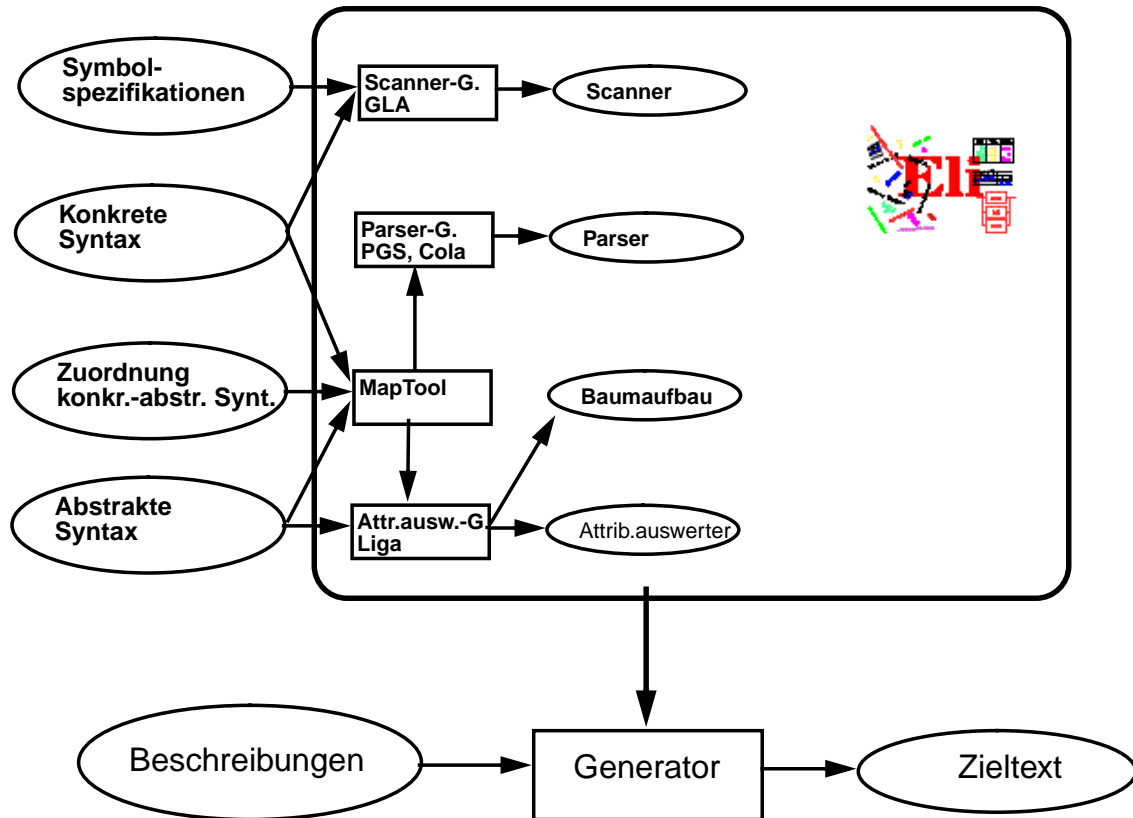 Symbol-
spezifikationen
Scanner-G.
GLA
Scanner
Eli
Konkrete
Syntax
Parser-G.
PGS, Cola
Parser
Zuordnung
konkr.-abstr. Synt.
MapTool
Baumaufbau
Abstrakte
Syntax
Attr.ausw.-G.
Liga
Attrib.auswerter
Beschreibungen
Generator
Zieltext